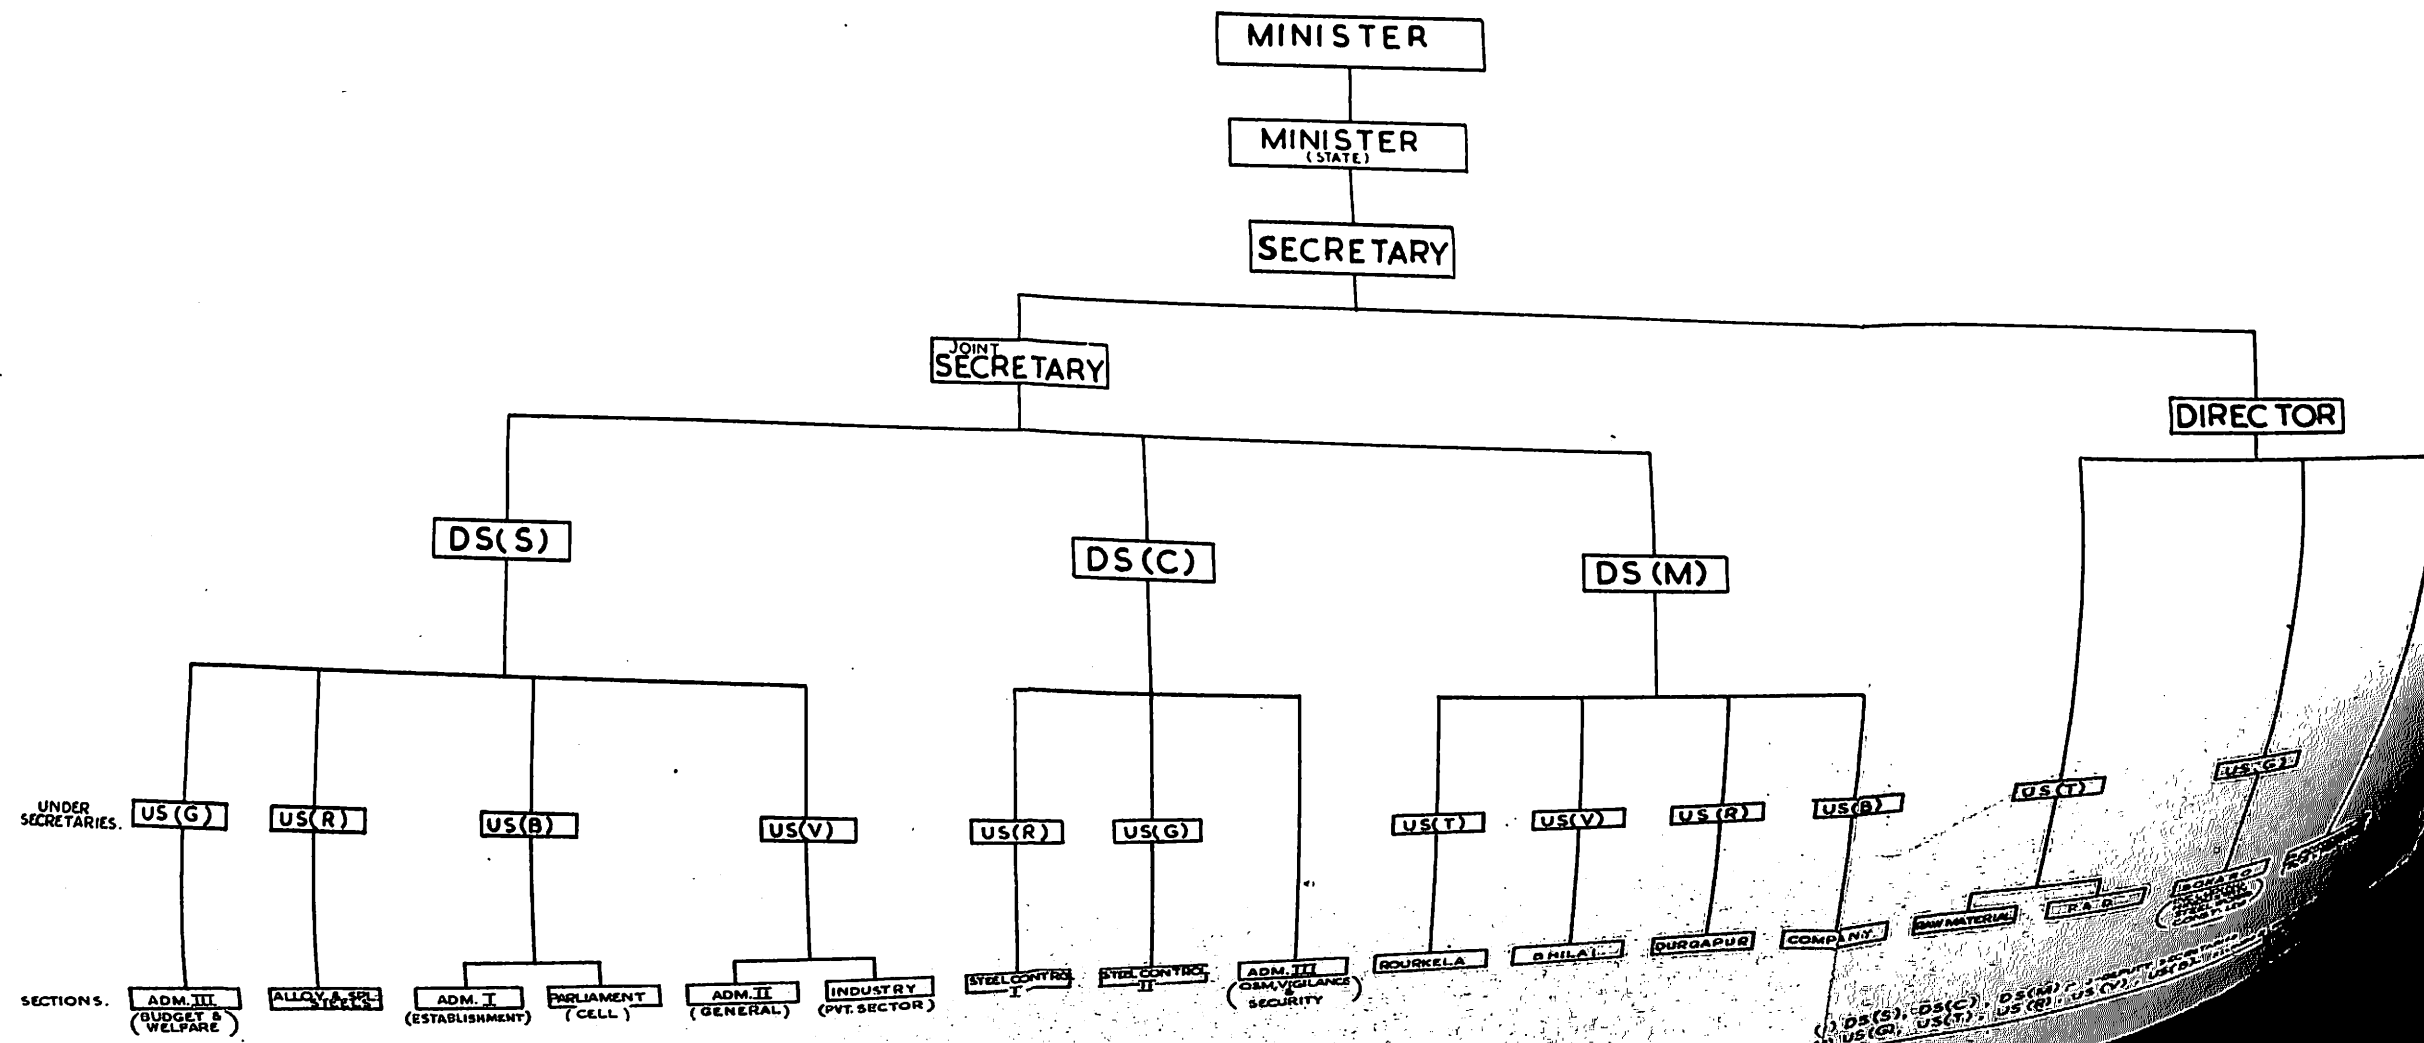 MINISTER
MINISTER
(STATE)
SECRETARY
JOINT
SECRETARY
DIRECTOR
DS(S)
DS(C)
DS(M)
UNDER
SECRETARIES.
US(G)
US(R)
US(B)
US(V)
US(R)
US(G)
US(T)
US(V)
US(R)
US(B)
US(T)
US(G)
SECTIONS.
ADM. III
(BUDGET &
WELFARE)
ALLOY & SPL.
STEELS
ADM. I
(ESTABLISHMENT)
PARLIAMENT
(CELL)
ADM. II
(GENERAL)
INDUSTRY
(PVT. SECTOR)
STEEL CONTROL
I
STEEL CONTROL
II
ADM. III
(O&M, VIGILANCE
&
SECURITY)
ROURKELA
BHILAI
DURGAPUR
COMPANY
RAW MATERIAL
P.A.D.
BOKARO
DS(S), DS(C), DS(M)
US(G), US(T), US(R), US(V), US(B)